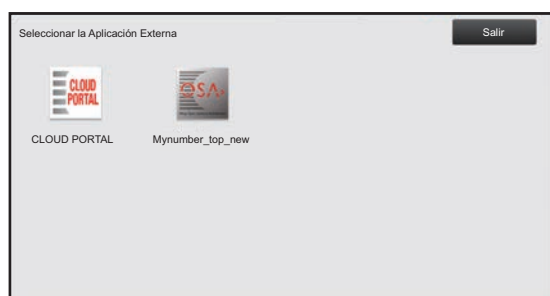 Seleccionar la Aplicación Externa
Salir
CLOUD
PORTAL
OSA
CLOUD PORTAL
Mynumber_top_new